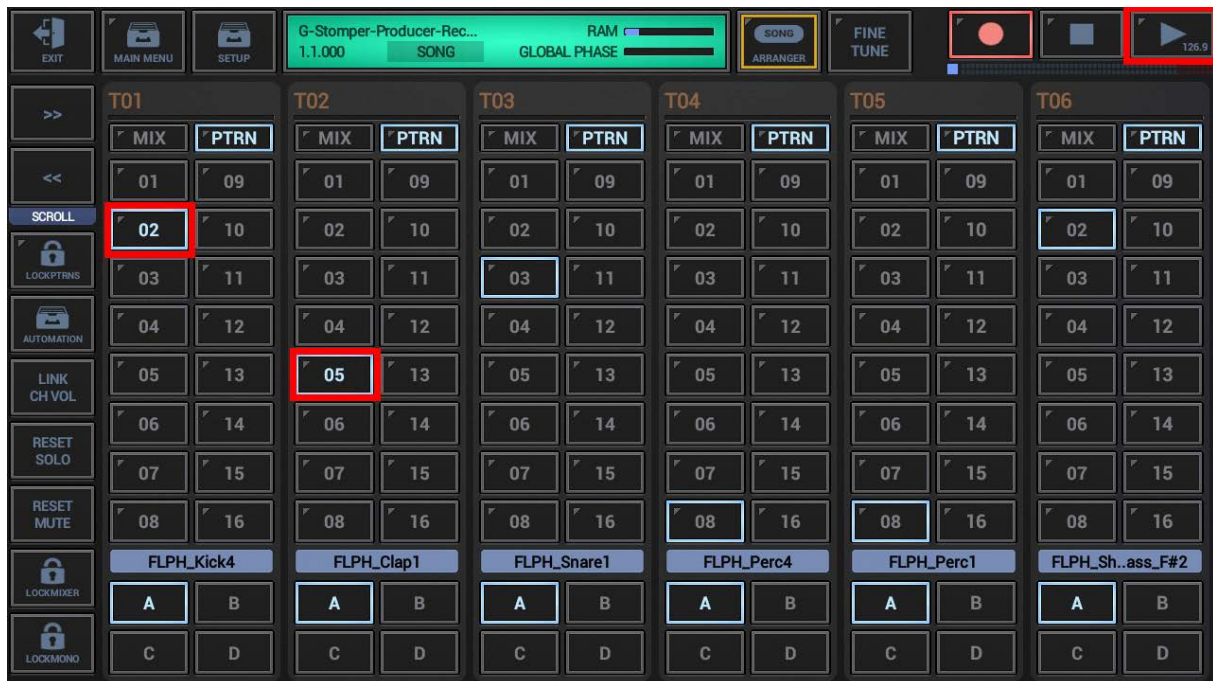 EXIT
MAIN MENU
SETUP
G-Stomper-Producer-Rec... RAM
1.1.000 SONG GLOBAL PHASE
SONG
ARRANGER
FINE
TUNE
126.9
>>
<<
SCROLL
LOCKPTRNS
AUTOMATION
LINK
CH VOL
RESET
SOLO
RESET
MUTE
LOCKMIXER
LOCKMONO
T01 T02 T03 T04 T05 T06
MIX PTRN MIX PTRN MIX PTRN MIX PTRN MIX PTRN MIX PTRN
01 09 01 09 01 09 01 09 01 09 01 09
02 10 02 10 02 10 02 10 02 10 02 10
03 11 03 11 03 11 03 11 03 11 03 11
04 12 04 12 04 12 04 12 04 12 04 12
05 13 05 13 05 13 05 13 05 13 05 13
06 14 06 14 06 14 06 14 06 14 06 14
07 15 07 15 07 15 07 15 07 15 07 15
08 16 08 16 08 16 08 16 08 16 08 16
FLPH_Kick4 FLPH_Clap1 FLPH_Snare1 FLPH_Perc4 FLPH_Perc1 FLPH_Sh..ass_F#2
A B A B A B A B A B A B
C D C D C D C D C D C D